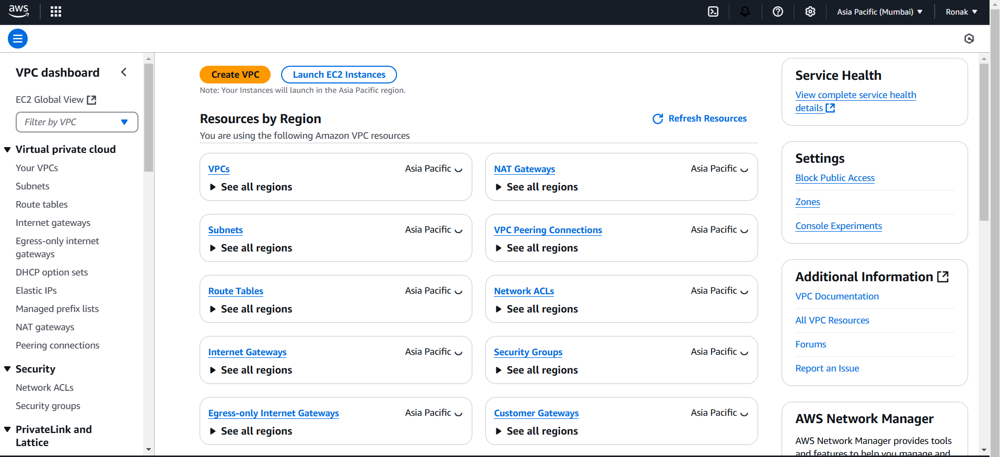 aws
Asia Pacific (Mumbai)
Ronak
VPC dashboard
EC2 Global View
Filter by VPC
Virtual private cloud
Your VPCs
Subnets
Route tables
Internet gateways
Egress-only internet
gateways
DHCP option sets
Elastic IPs
Managed prefix lists
NAT gateways
Peering connections
Security
Network ACLs
Security groups
PrivateLink and
Lattice
Create VPC
Launch EC2 Instances
Note: Your Instances will launch in the Asia Pacific region.
Resources by Region
Refresh Resources
You are using the following Amazon VPC resources
VPCs
Asia Pacific
See all regions
NAT Gateways
Asia Pacific
See all regions
Subnets
Asia Pacific
See all regions
VPC Peering Connections
Asia Pacific
See all regions
Route Tables
Asia Pacific
See all regions
Network ACLs
Asia Pacific
See all regions
Internet Gateways
Asia Pacific
See all regions
Security Groups
Asia Pacific
See all regions
Egress-only Internet Gateways
Asia Pacific
See all regions
Customer Gateways
Asia Pacific
See all regions
Service Health
View complete service health
details
Settings
Block Public Access
Zones
Console Experiments
Additional Information
VPC Documentation
All VPC Resources
Forums
Report an Issue
AWS Network Manager
AWS Network Manager provides tools
and features to help you manage and